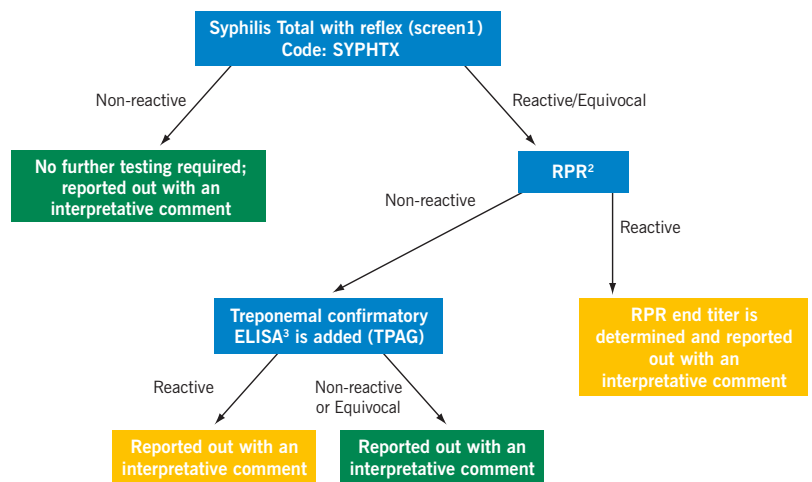 Syphilis Total with reflex (screen1)
Code: SYPHTX
Non-reactive
Reactive/Equivocal
No further testing required;
reported out with an
interpretative comment
RPR²
Non-reactive
Reactive
Treponemal confirmatory
ELISA³ is added (TPAG)
RPR end titer is
determined and reported
out with an
interpretative comment
Reactive
Non-reactive
or Equivocal
Reported out with an
interpretative comment
Reported out with an
interpretative comment